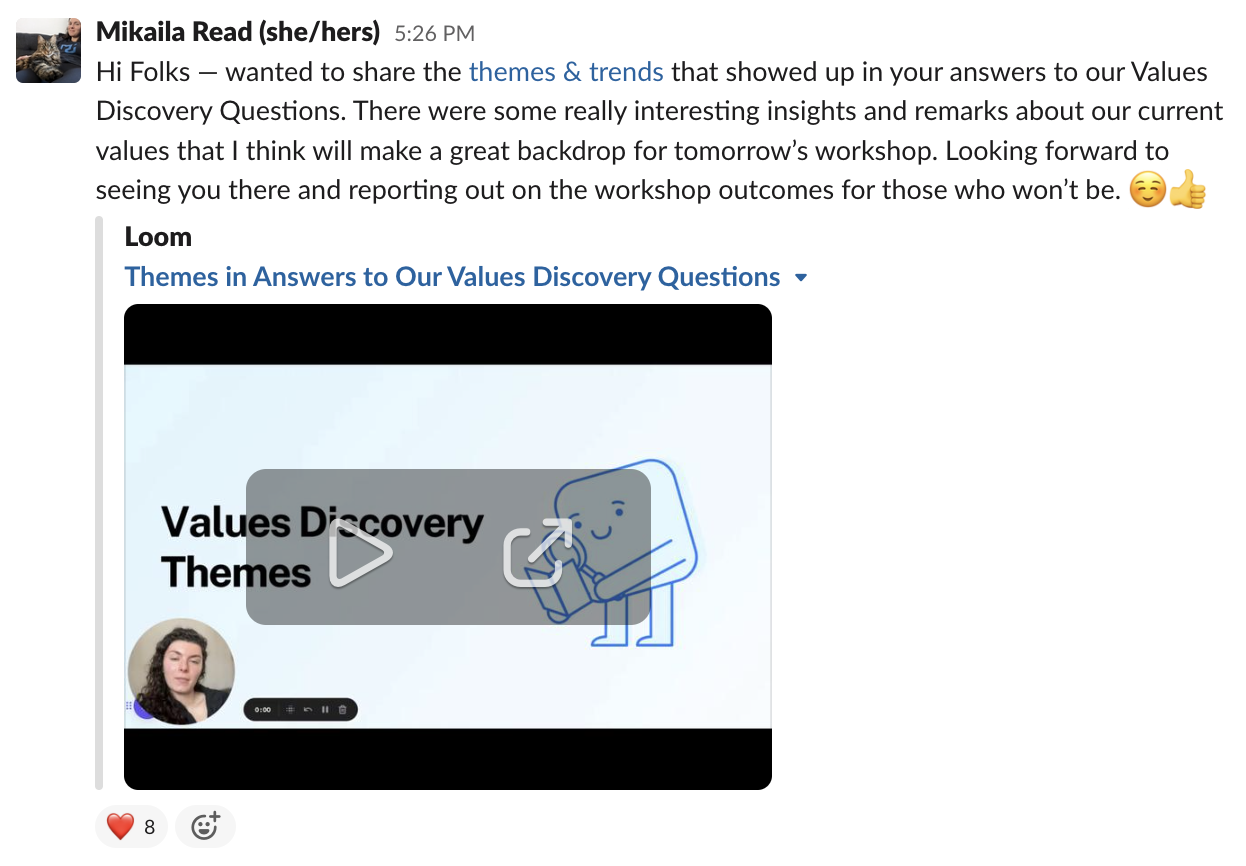 Mikaila Read (she/hers) 5:26 PM
Hi Folks — wanted to share the themes & trends that showed up in your answers to our Values
Discovery Questions. There were some really interesting insights and remarks about our current
values that I think will make a great backdrop for tomorrow’s workshop. Looking forward to
seeing you there and reporting out on the workshop outcomes for those who won’t be. ☺️👍
Loom
Themes in Answers to Our Values Discovery Questions
Values Discovery
Themes
0:00
❤️ 8